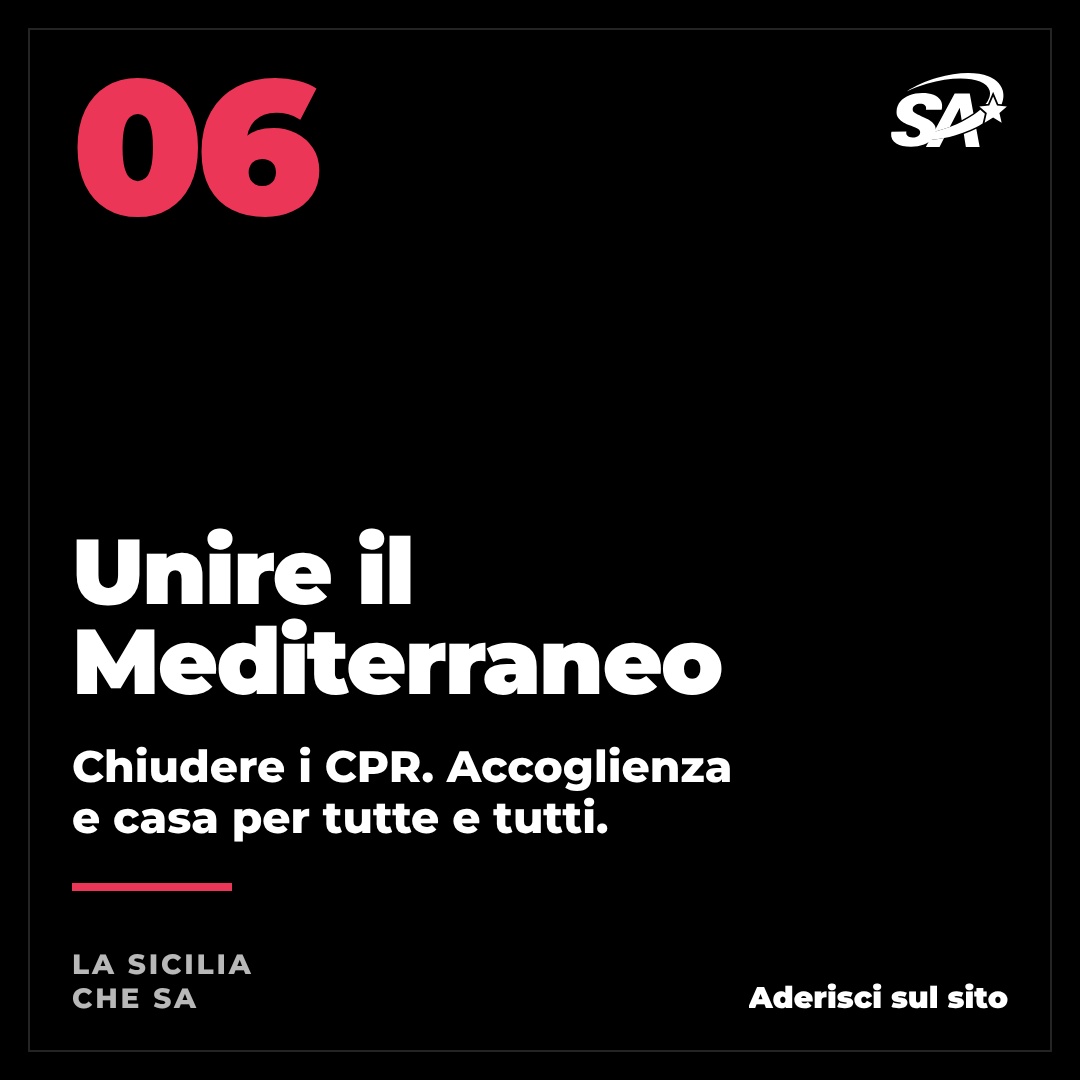 06
SA
Unire il
Mediterraneo
Chiudere i CPR. Accoglienza
e casa per tutte e tutti.
LA SICILIA
CHE SA
Aderisci sul sito